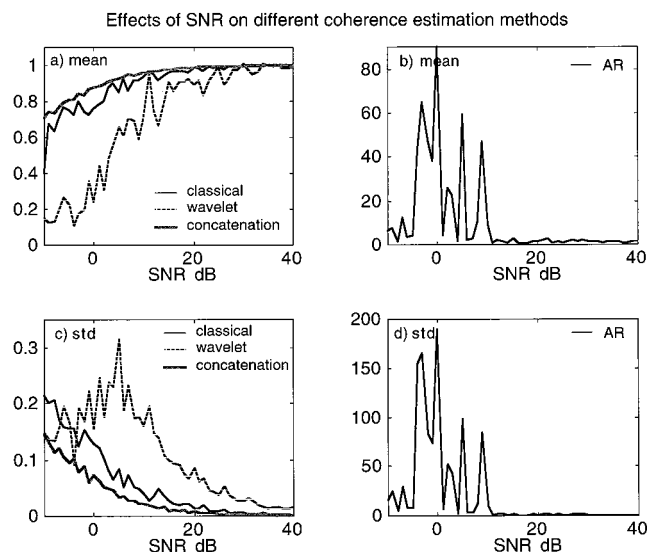 Effects of SNR on different coherence estimation methods
a) mean
1
0.8
0.6
0.4
0.2
0
classical
wavelet
concatenation
0
20
40
SNR dB
b) mean
AR
80
60
40
20
0
0
20
40
SNR dB
c) std
0.3
0.2
0.1
0
classical
wavelet
concatenation
0
20
40
SNR dB
d) std
AR
200
150
100
50
0
0
20
40
SNR dB